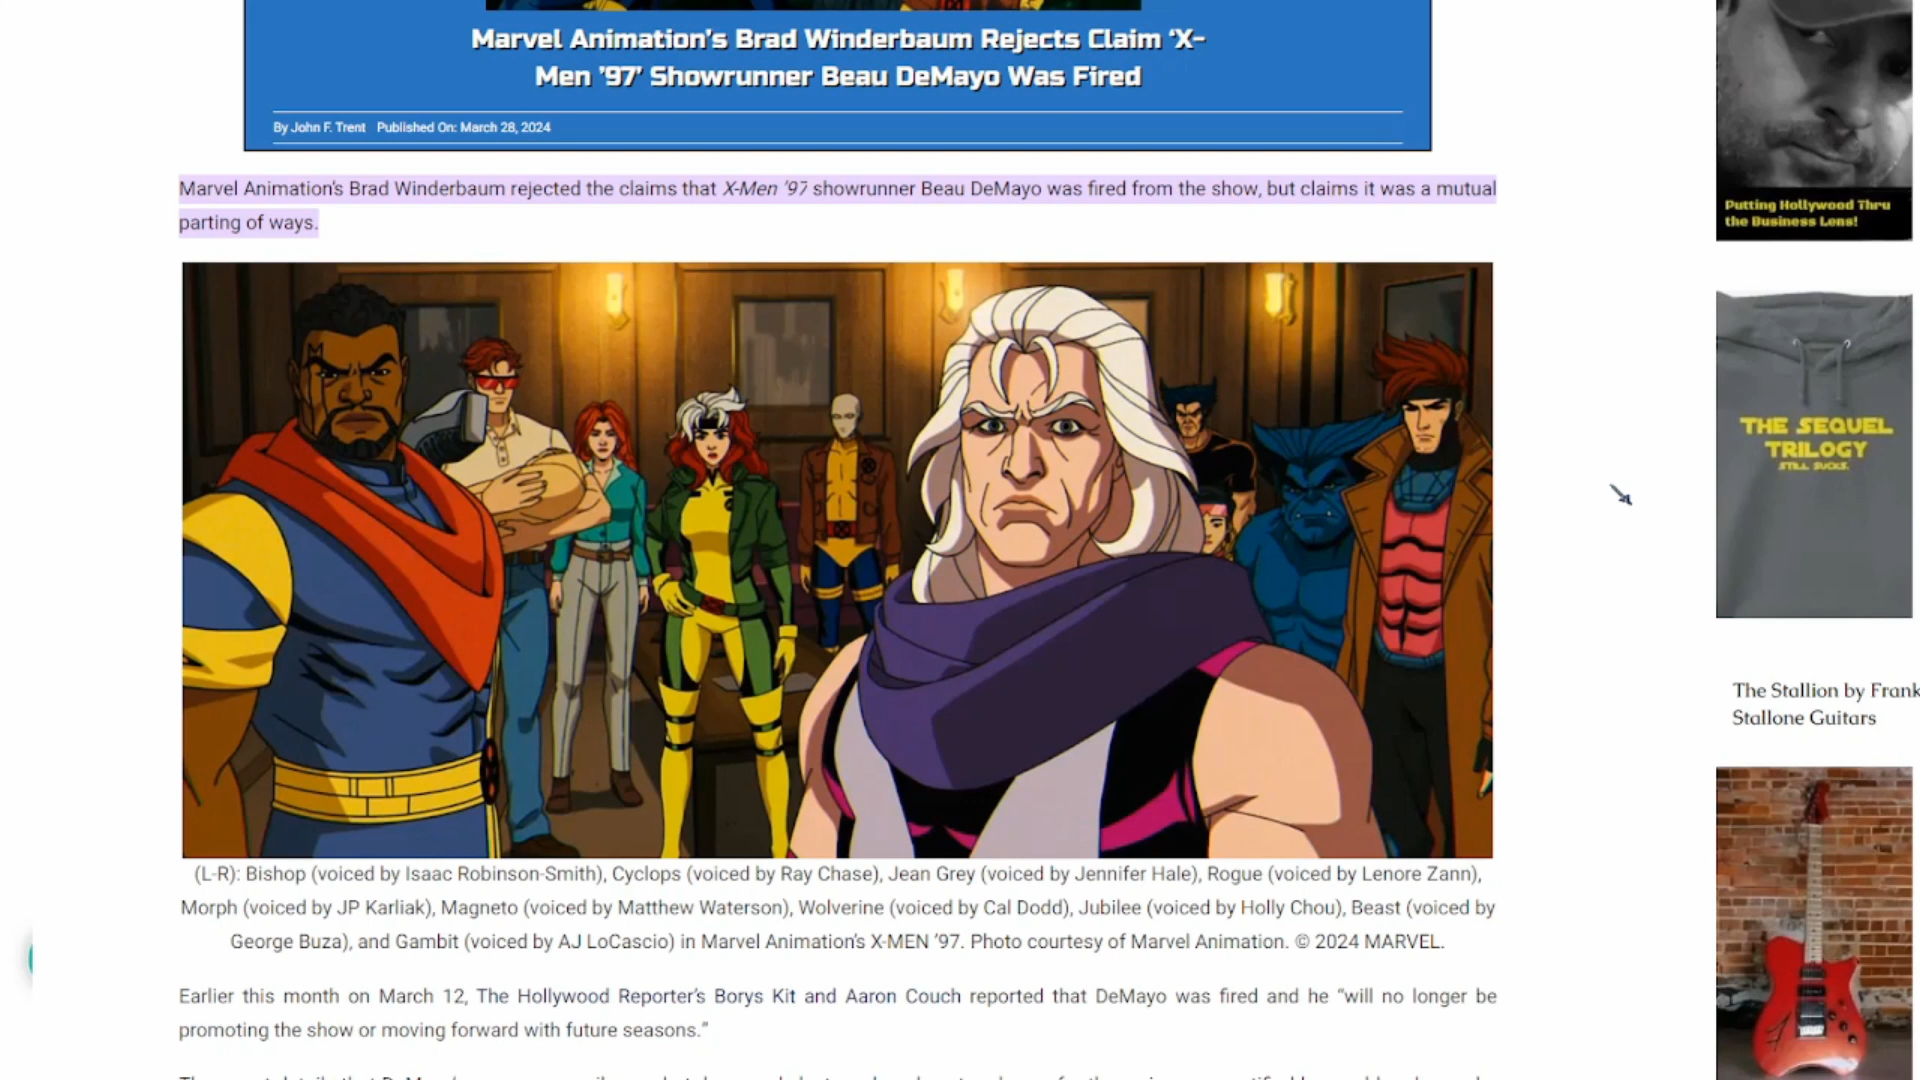 Marvel Animation's Brad Winderbaum Rejects Claim 'X-
Men '97' Showrunner Beau DeMayo Was Fired
By John F. Trent Published On: March 28, 2024
Marvel Animation's Brad Winderbaum rejected the claims that X-Men '97 showrunner Beau DeMayo was fired from the show, but claims it was a mutual
parting of ways.
(L-R): Bishop (voiced by Isaac Robinson-Smith), Cyclops (voiced by Ray Chase), Jean Grey (voiced by Jennifer Hale), Rogue (voiced by Lenore Zann),
Morph (voiced by JP Karliak), Magneto (voiced by Matthew Waterson), Wolverine (voiced by Cal Dodd), Jubilee (voiced by Holly Chou), Beast (voiced by
George Buza), and Gambit (voiced by AJ LoCascio) in Marvel Animation's X-MEN '97. Photo courtesy of Marvel Animation. © 2024 MARVEL.
Earlier this month on March 12, The Hollywood Reporter's Borys Kit and Aaron Couch reported that DeMayo was fired and he "will no longer be
promoting the show or moving forward with future seasons."
Putting Hollywood Thru
the Business Lens!
THE SEQUEL
TRILOGY
STILL SUCKS.
The Stallion by Frank
Stallone Guitars